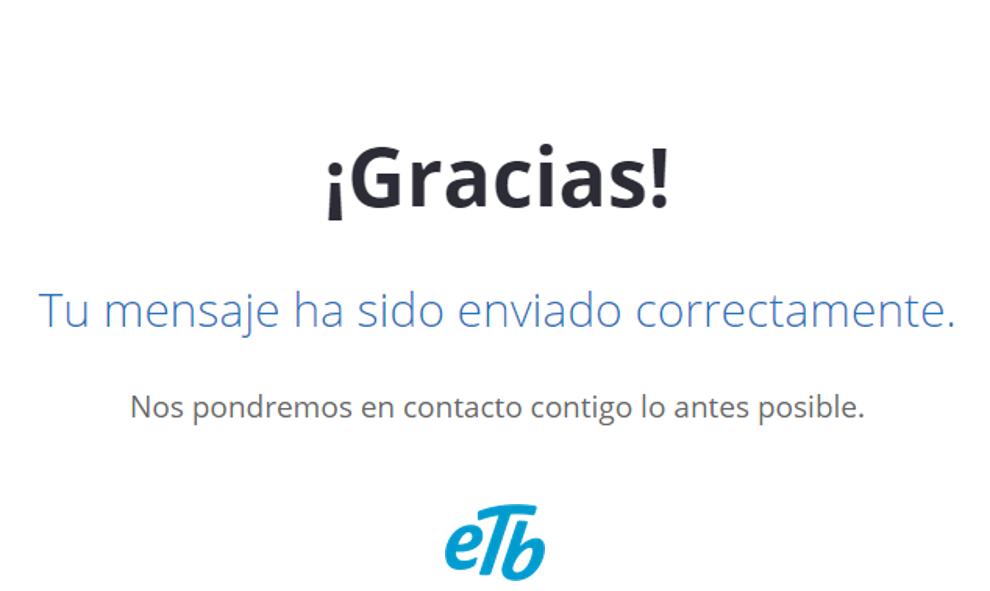 ¡Gracias!
Tu mensaje ha sido enviado correctamente.
Nos pondremos en contacto contigo lo antes posible.
eTb